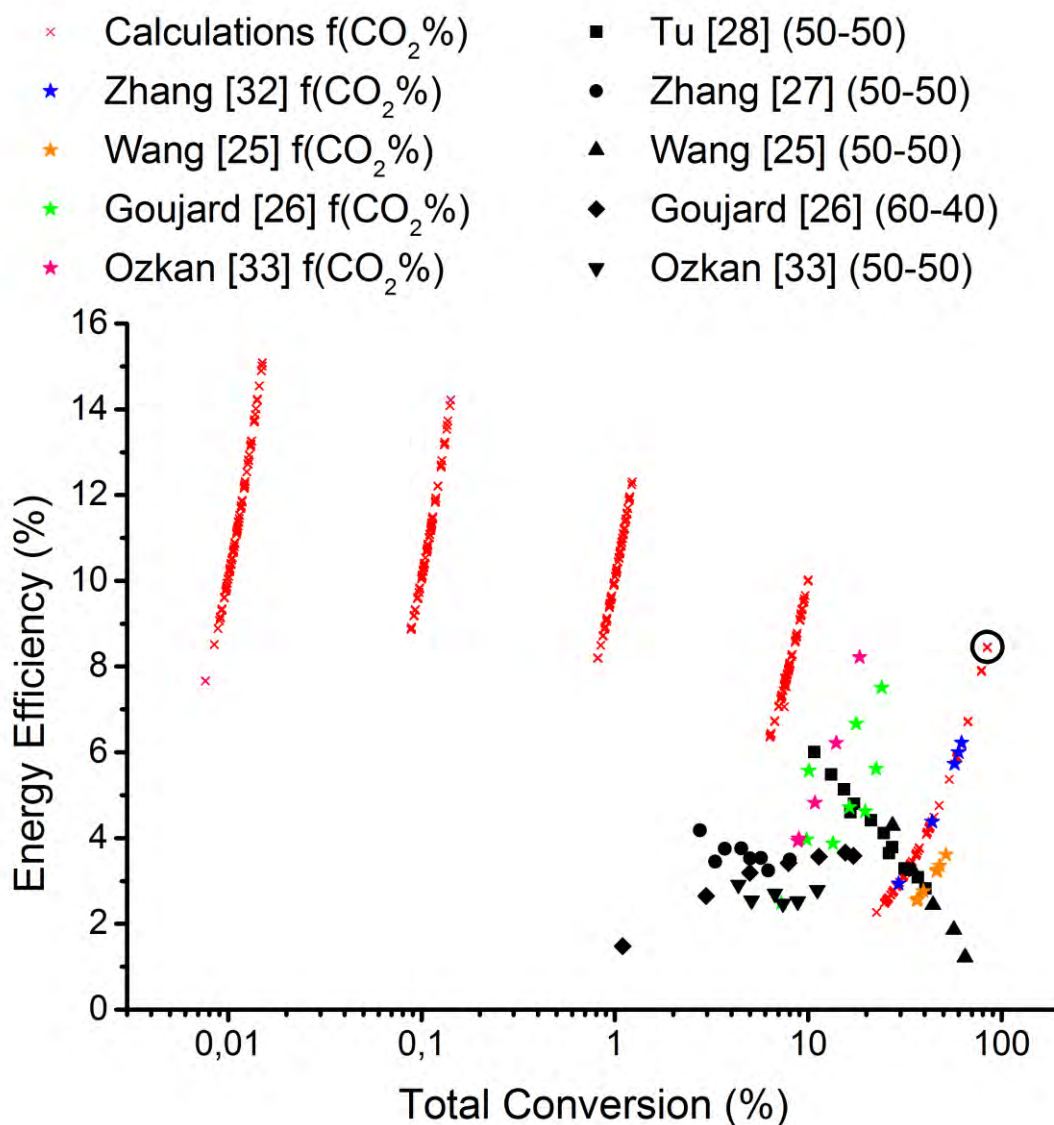 Calculations f(CO₂%)
Zhang [32] f(CO₂%)
Wang [25] f(CO₂%)
Goujard [26] f(CO₂%)
Ozkan [33] f(CO₂%)
Tu [28] (50-50)
Zhang [27] (50-50)
Wang [25] (50-50)
Goujard [26] (60-40)
Ozkan [33] (50-50)
Energy Efficiency (%)
16
14
12
10
8
6
4
2
0
0,01
0,1
1
10
100
Total Conversion (%)